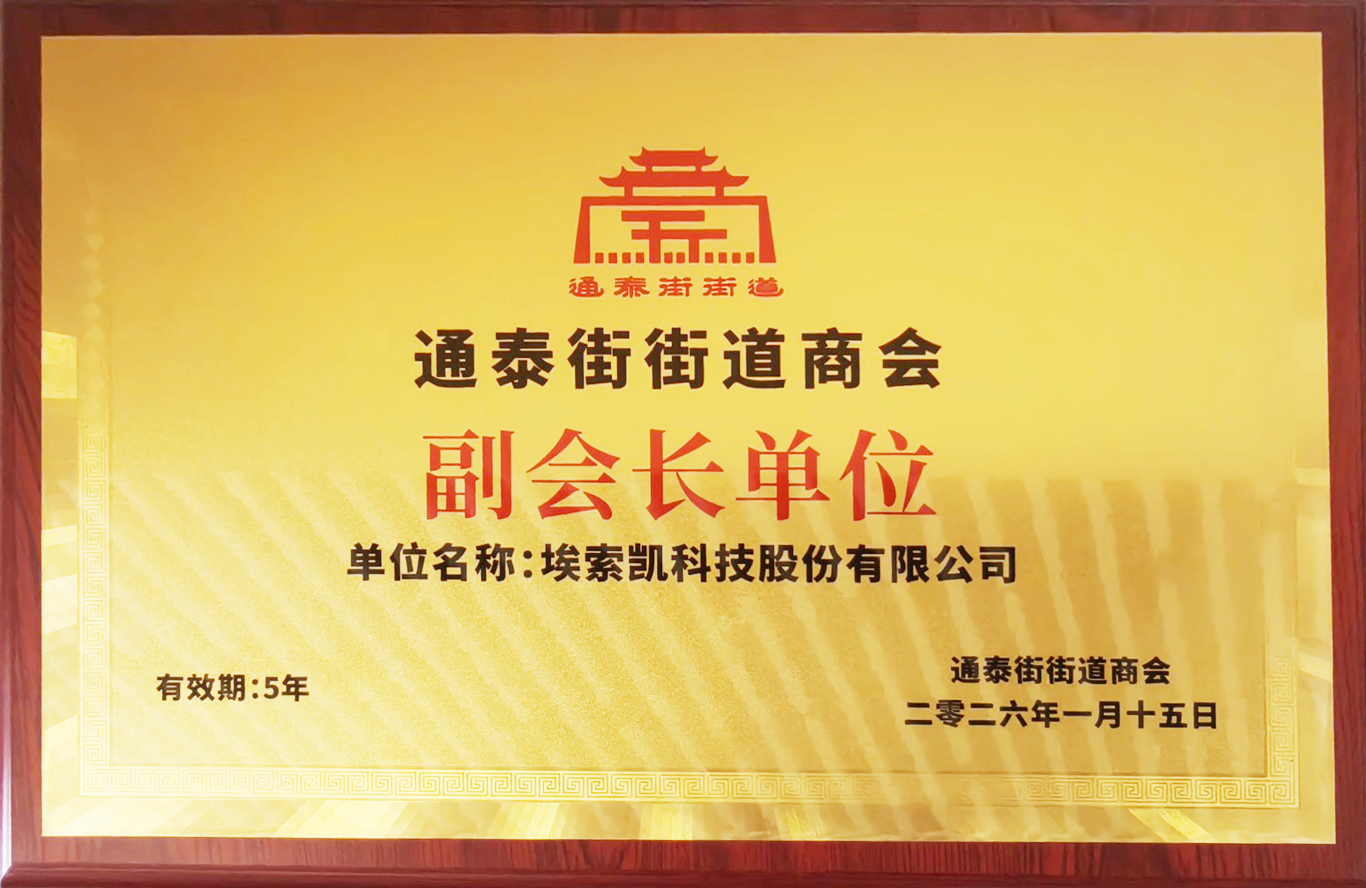 通泰街街道
通泰街街道商会
副会长单位
单位名称：埃索凯科技股份有限公司
有效期：5年
通泰街街道商会
二零二六年一月十五日